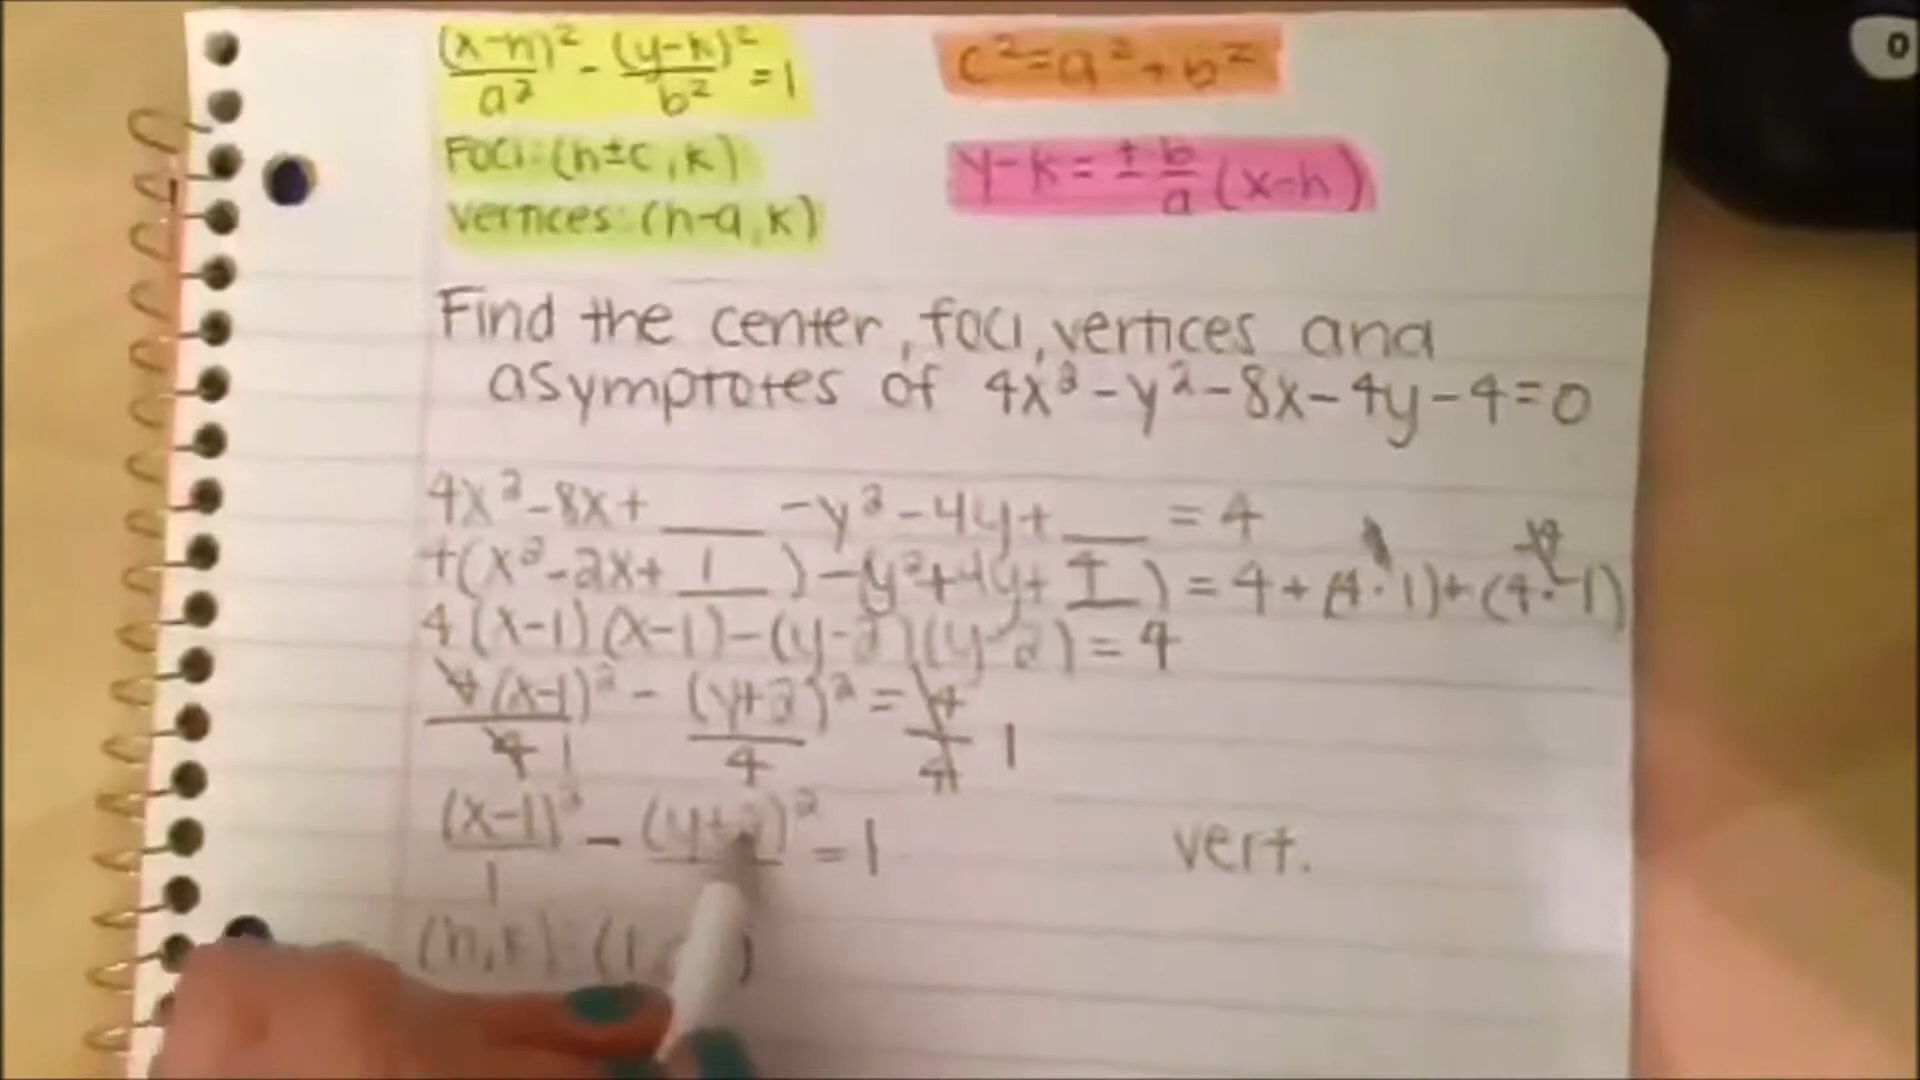 (x-h)²/a² - (y-k)²/b² = 1
c²=a²+b²
Foci: (h±c, k)
y-k = ± b/a (x-h)
vertices: (h-a, k)
Find the center, foci, vertices and
asymptotes of 4x²-y²-8x-4y-4=0
4x²-8x+ ___ -y²-4y+ ___ = 4
+(x²-2x+ 1 ) -(y²+4y+ 4 ) = 4+(4·1)+(4·-1)
4(x-1)(x-1)-(y-2)(y-2)=4
4(x-1)²/4 1 - (y+2)²/4 = 4/4 1
(x-1)²/1 - (y+2)² = 1
vert.
(h,k): (1, )
0